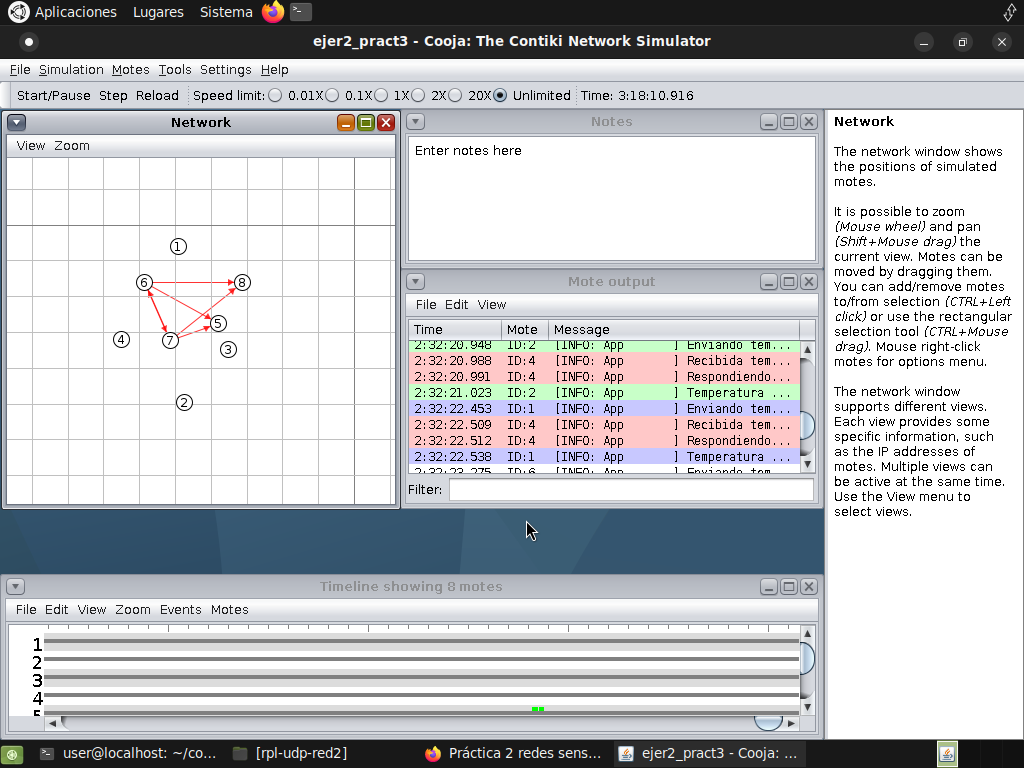 Aplicaciones Lugares Sistema
ejer2_pract3 - Cooja: The Contiki Network Simulator
File Simulation Motes Tools Settings Help
Start/Pause Step Reload Speed limit: 0.01X 0.1X 1X 2X 20X Unlimited Time: 3:18:10.916
Network
View Zoom
1
6 8
5
4 7
3
2
Notes
Enter notes here
Mote output
File Edit View
Time Mote Message
2:32:20.948 ID:2 [INFO: App ] Enviando tem...
2:32:20.988 ID:4 [INFO: App ] Recibida tem...
2:32:20.991 ID:4 [INFO: App ] Respondiendo...
2:32:21.023 ID:2 [INFO: App ] Temperatura ...
2:32:22.453 ID:1 [INFO: App ] Enviando tem...
2:32:22.509 ID:4 [INFO: App ] Recibida tem...
2:32:22.512 ID:4 [INFO: App ] Respondiendo...
2:32:22.538 ID:1 [INFO: App ] Temperatura ...
2:32:23.275 ID:6 [INFO: App ] Enviando tem...
Filter:
Network
The network window shows
the positions of simulated
motes.
It is possible to zoom
(Mouse wheel) and pan
(Shift+Mouse drag) the
current view. Motes can be
moved by dragging them.
You can add/remove motes
to/from selection (CTRL+Left
click) or use the rectangular
selection tool (CTRL+Mouse
drag). Mouse right-click
motes for options menu.
The network window
supports different views.
Each view provides some
specific information, such
as the IP addresses of
motes. Multiple views can
be active at the same time.
Use the View menu to
select views.
Timeline showing 8 motes
File Edit View Zoom Events Motes
1
2
3
4
5
user@localhost: ~/co... [rpl-udp-red2] Práctica 2 redes sens... ejer2_pract3 - Cooja: ...